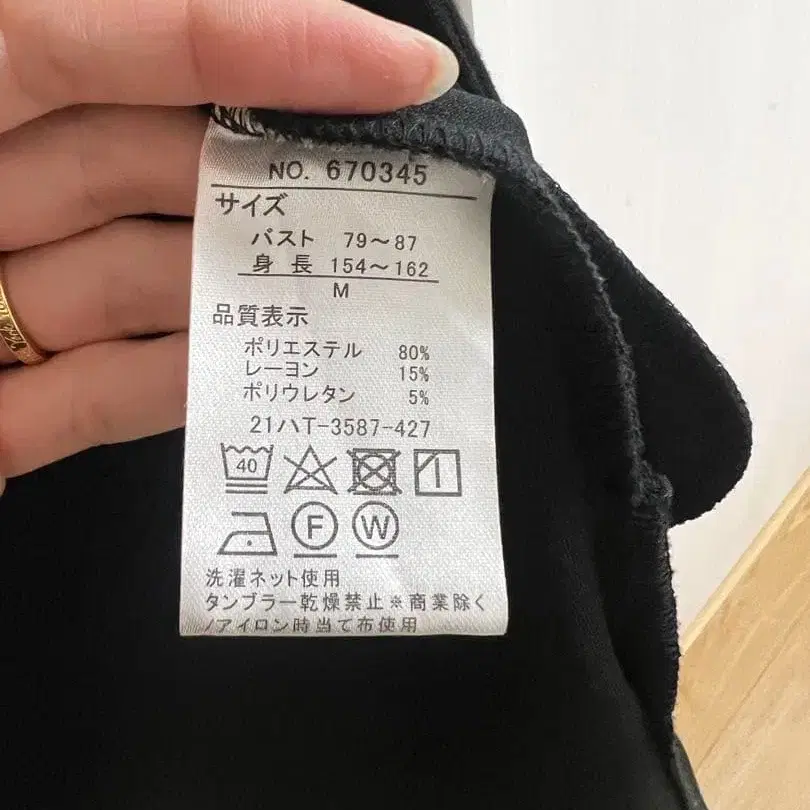 NO. 670345
サイズ
バスト 79～87
身長 154～162
M
品質表示
ポリエステル 80%
レーヨン 15%
ポリウレタン 5%
21ハT-3587-427
40
F W
洗濯ネット使用
タンブラー乾燥禁止※商業除く
/アイロン時当て布使用